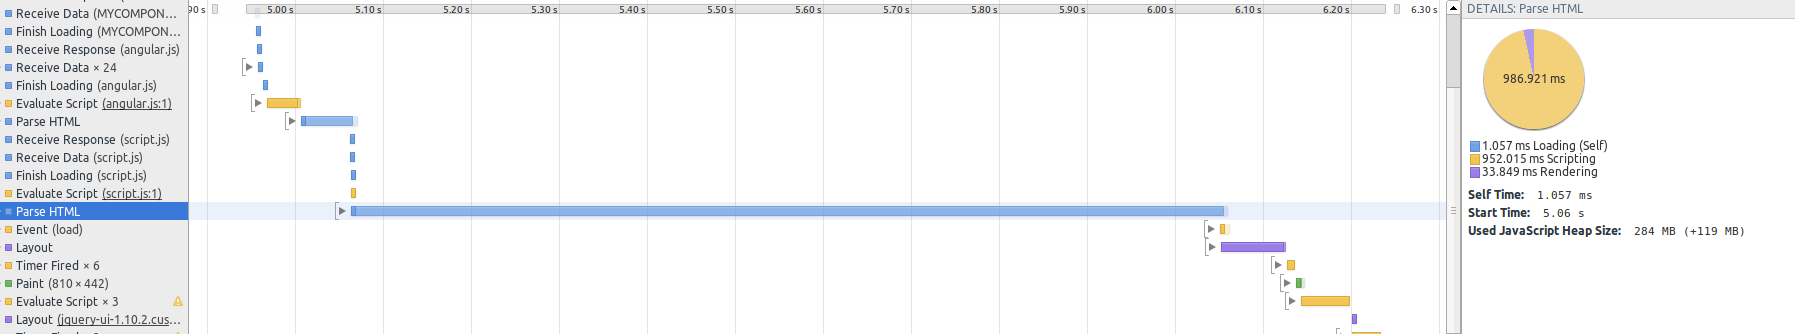 90 s 5.00 s 5.10 s 5.20 s 5.30 s 5.40 s 5.50 s 5.60 s 5.70 s 5.80 s 5.90 s 6.00 s 6.10 s 6.20 s 6.30 s
Receive Data (MYCOMPON...
Finish Loading (MYCOMPON...
Receive Response (angular.js)
Receive Data × 24
Finish Loading (angular.js)
Evaluate Script (angular.js:1)
Parse HTML
Receive Response (script.js)
Receive Data (script.js)
Finish Loading (script.js)
Evaluate Script (script.js:1)
Parse HTML
Event (load)
Layout
Timer Fired × 6
Paint (810 × 442)
Evaluate Script × 3
Layout (jquery-ui-1.10.2.cus...
DETAILS: Parse HTML
986.921 ms
1.057 ms Loading (Self)
952.015 ms Scripting
33.849 ms Rendering
Self Time: 1.057 ms
Start Time: 5.06 s
Used JavaScript Heap Size: 284 MB (+119 MB)